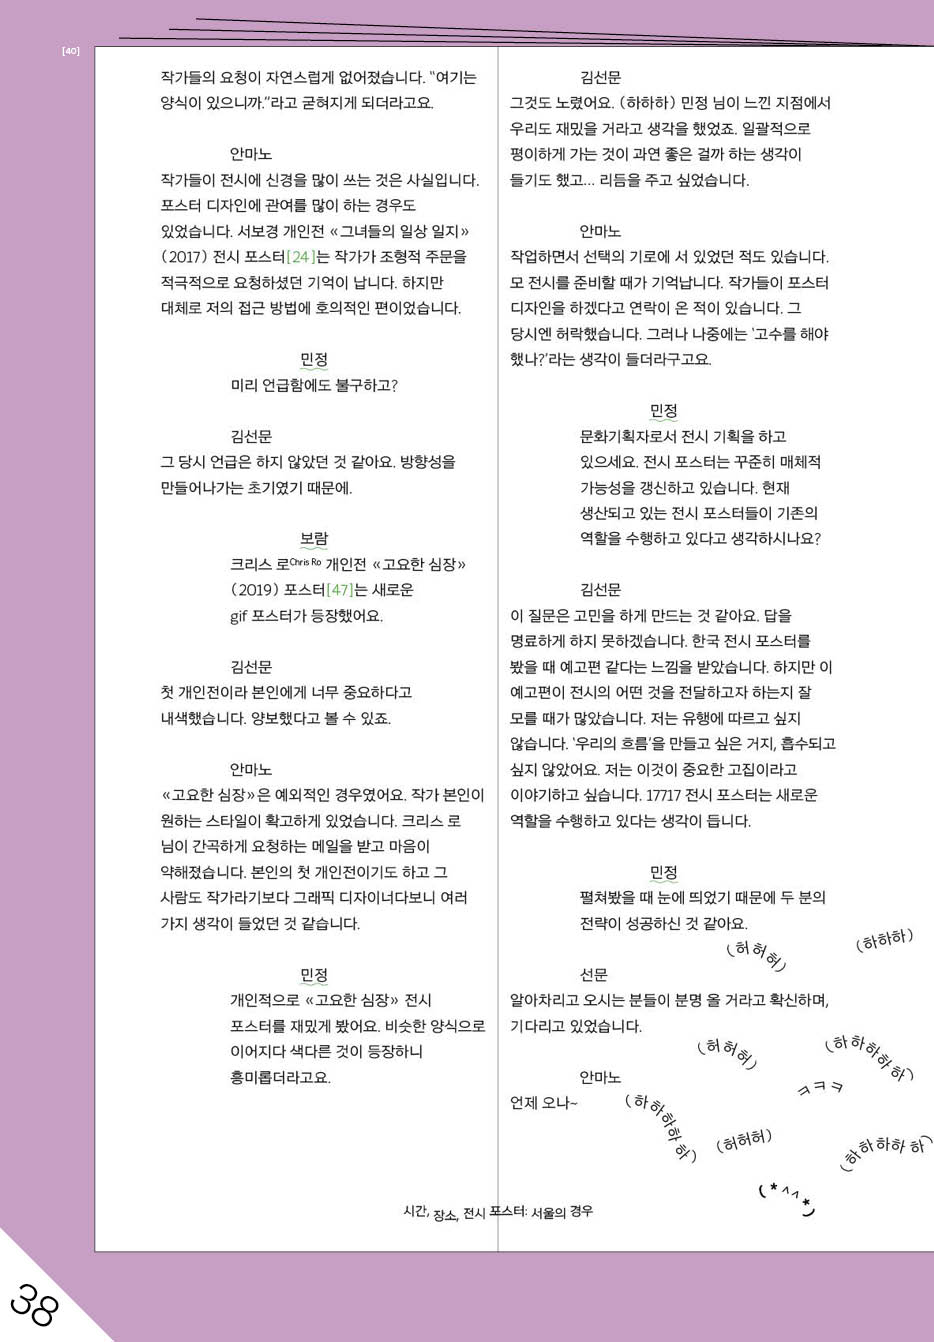 [40]
작가들의 요청이 자연스럽게 없어졌습니다. “여기는
양식이 있으니까.”라고 굳혀지게 되더라고요.
안마노
작가들이 전시에 신경을 많이 쓰는 것은 사실입니다.
포스터 디자인에 관여를 많이 하는 경우도
있었습니다. 서보경 개인전 《그녀들의 일상 일지》
(2017) 전시 포스터[24]는 작가가 조형적 주문을
적극적으로 요청하셨던 기억이 납니다. 하지만
대체로 저의 접근 방법에 호의적인 편이었습니다.
민정
미리 언급함에도 불구하고?
김선문
그 당시 언급은 하지 않았던 것 같아요. 방향성을
만들어나가는 초기였기 때문에.
보람
크리스 로Chris Ro 개인전 《고요한 심장》
(2019) 포스터[47]는 새로운
gif 포스터가 등장했어요.
김선문
첫 개인전이라 본인에게 너무 중요하다고
내색했습니다. 양보했다고 볼 수 있죠.
안마노
《고요한 심장》은 예외적인 경우였어요. 작가 본인이
원하는 스타일이 확고하게 있었습니다. 크리스 로
님이 간곡하게 요청하는 메일을 받고 마음이
약해졌습니다. 본인의 첫 개인전이기도 하고 그
사람도 작가라기보다 그래픽 디자이너다보니 여러
가지 생각이 들었던 것 같습니다.
민정
개인적으로 《고요한 심장》 전시
포스터를 재밌게 봤어요. 비슷한 양식으로
이어지다 색다른 것이 등장하니
흥미롭더라고요.
김선문
그것도 노렸어요. (하하하) 민정 님이 느낀 지점에서
우리도 재밌을 거라고 생각을 했었죠. 일괄적으로
평이하게 가는 것이 과연 좋은 걸까 하는 생각이
들기도 했고... 리듬을 주고 싶었습니다.
안마노
작업하면서 선택의 기로에 서 있었던 적도 있습니다.
모 전시를 준비할 때가 기억납니다. 작가들이 포스터
디자인을 하겠다고 연락이 온 적이 있습니다. 그
당시엔 허락했습니다. 그러나 나중에는 ‘고수를 해야
했나?’라는 생각이 들더라구고요.
민정
문화기획자로서 전시 기획을 하고
있으세요. 전시 포스터는 꾸준히 매체적
가능성을 갱신하고 있습니다. 현재
생산되고 있는 전시 포스터들이 기존의
역할을 수행하고 있다고 생각하시나요?
김선문
이 질문은 고민을 하게 만드는 것 같아요. 답을
명료하게 하지 못하겠습니다. 한국 전시 포스터를
봤을 때 예고편 같다는 느낌을 받았습니다. 하지만 이
예고편이 전시의 어떤 것을 전달하고자 하는지 잘
모를 때가 많았습니다. 저는 유행에 따르고 싶지
않습니다. ‘우리의 흐름’을 만들고 싶은 거지, 흡수되고
싶지 않았어요. 저는 이것이 중요한 고집이라고
이야기하고 싶습니다. 17717 전시 포스터는 새로운
역할을 수행하고 있다는 생각이 듭니다.
민정
펼쳐봤을 때 눈에 띄었기 때문에 두 분의
전략이 성공하신 것 같아요.
(허허허)
(하하하)
선문
알아차리고 오시는 분들이 분명 올 거라고 확신하며,
기다리고 있었습니다.
(허허허)
(하하하하하)
ㅋㅋㅋ
안마노
언제 오나~
(하하하하하)
(허허허)
(하하하하하)
(*^^*)
시간, 장소, 전시 포스터: 서울의 경우
38